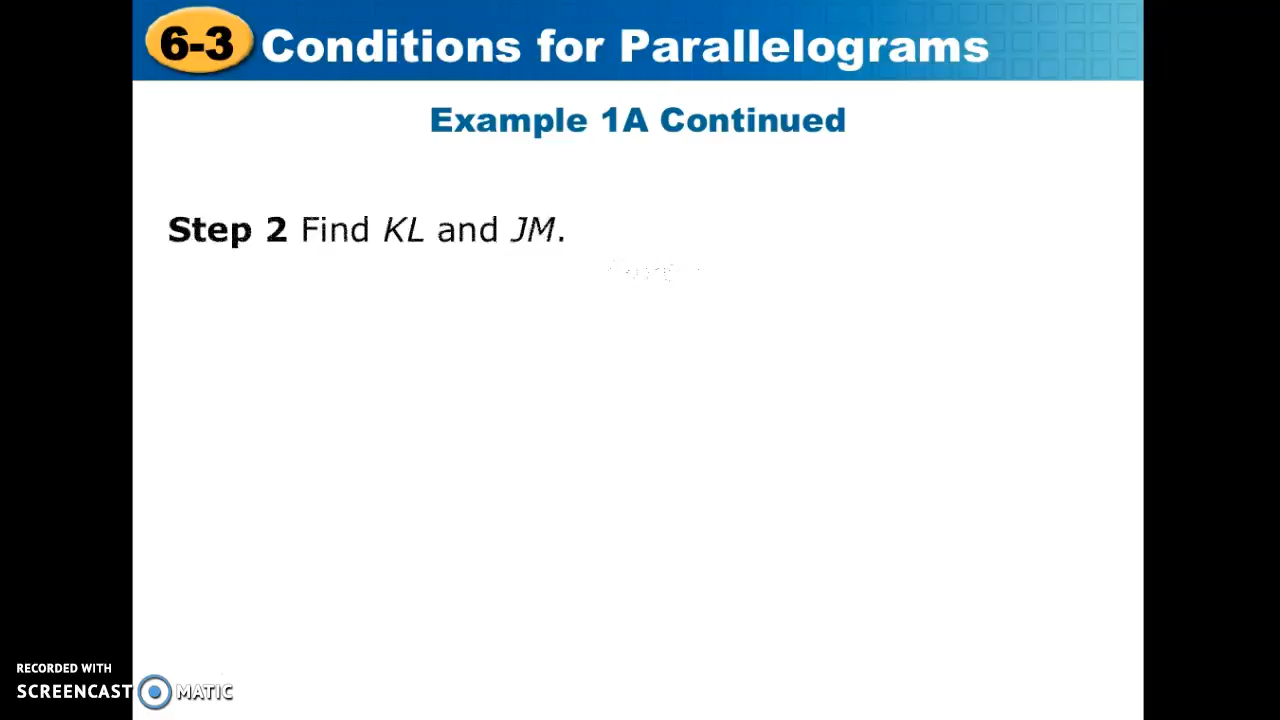 6-3 Conditions for Parallelograms
Example 1A Continued
Step 2 Find KL and JM.
RECORDED WITH
SCREENCAST MATIC